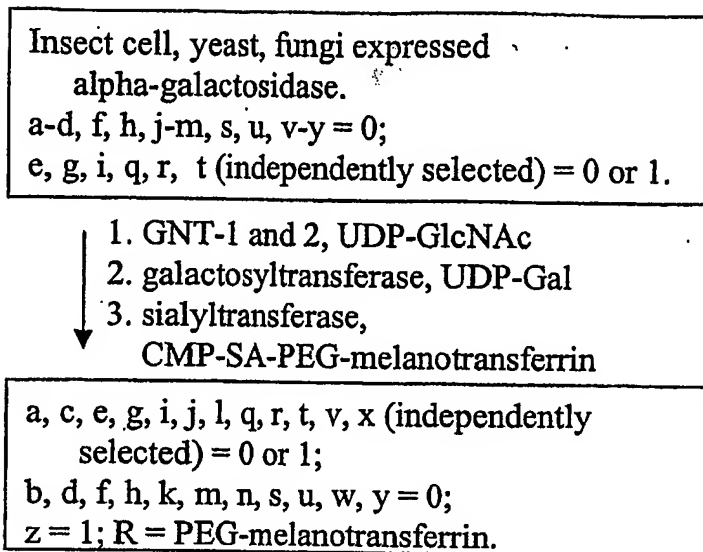 Insect cell, yeast, fungi expressed
alpha-galactosidase.
a-d, f, h, j-m, s, u, v-y = 0;
e, g, i, q, r, t (independently selected) = 0 or 1.
1. GNT-1 and 2, UDP-GlcNAc
2. galactosyltransferase, UDP-Gal
3. sialyltransferase,
CMP-SA-PEG-melanotransferrin
a, c, e, g, i, j, l, q, r, t, v, x (independently
selected) = 0 or 1;
b, d, f, h, k, m, n, s, u, w, y = 0;
z = 1; R = PEG-melanotransferrin.